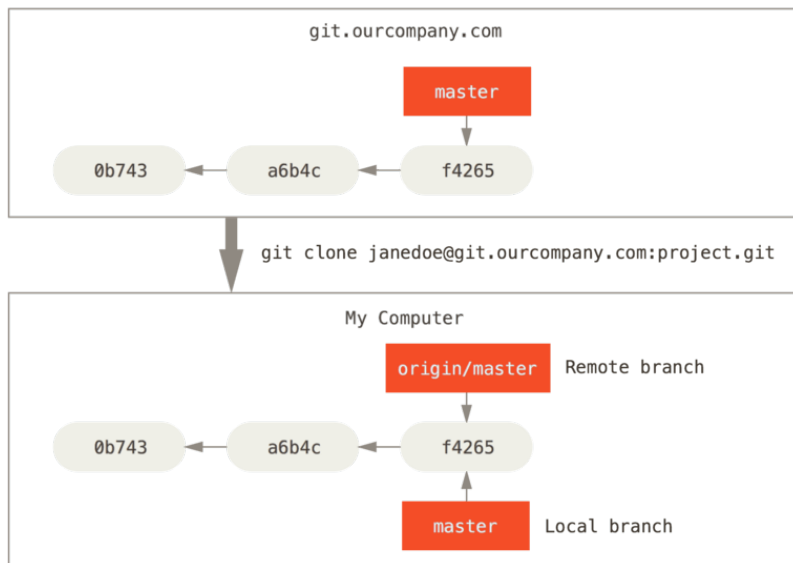 git.ourcompany.com
master
0b743 a6b4c f4265
git clone janedoe@git.ourcompany.com:project.git
My Computer
origin/master Remote branch
0b743 a6b4c f4265
master Local branch